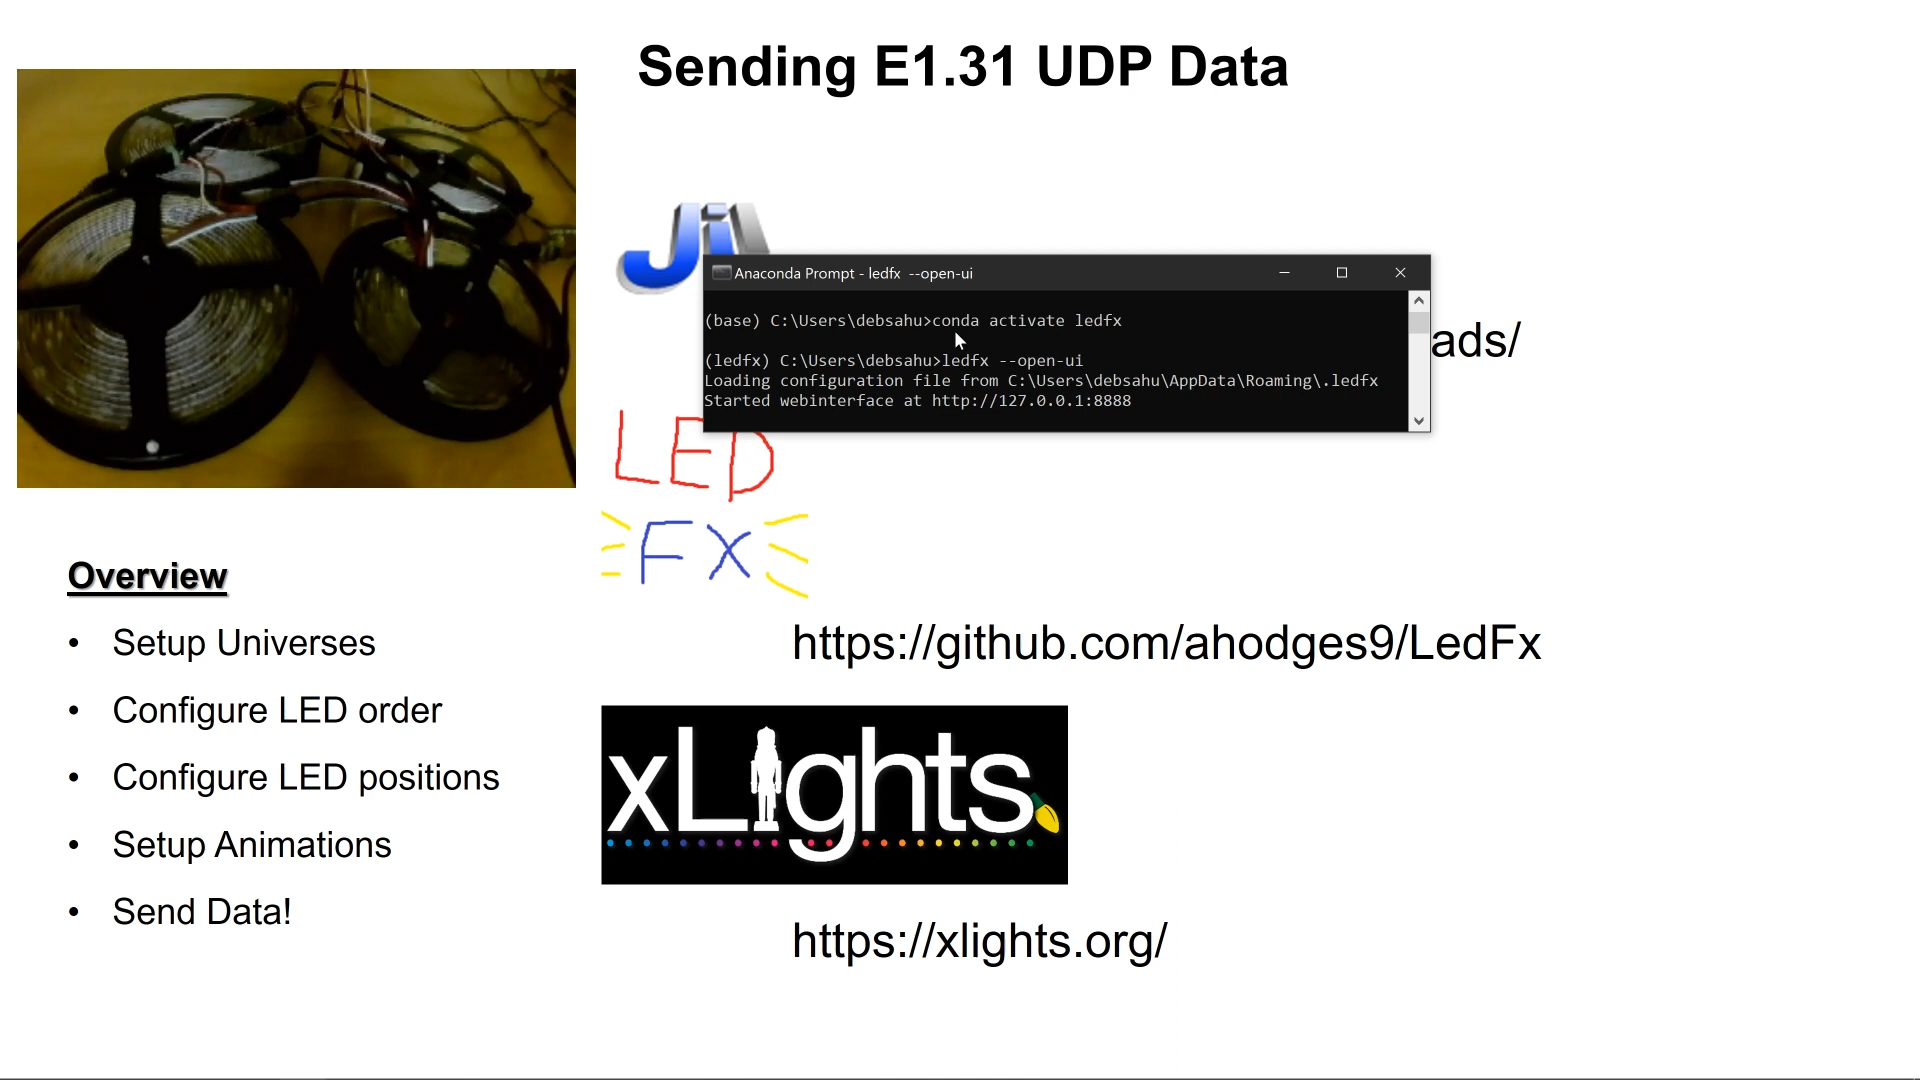 Sending E1.31 UDP Data
Anaconda Prompt - ledfx --open-ui
(base) C:\Users\debsahu>conda activate ledfx
(ledfx) C:\Users\debsahu>ledfx --open-ui
Loading configuration file from C:\Users\debsahu\AppData\Roaming\.ledfx
Started webinterface at http://127.0.0.1:8888
ads/
LED
FX
Overview
• Setup Universes
• Configure LED order
• Configure LED positions
• Setup Animations
• Send Data!
https://github.com/ahodges9/LedFx
xLights
https://xlights.org/